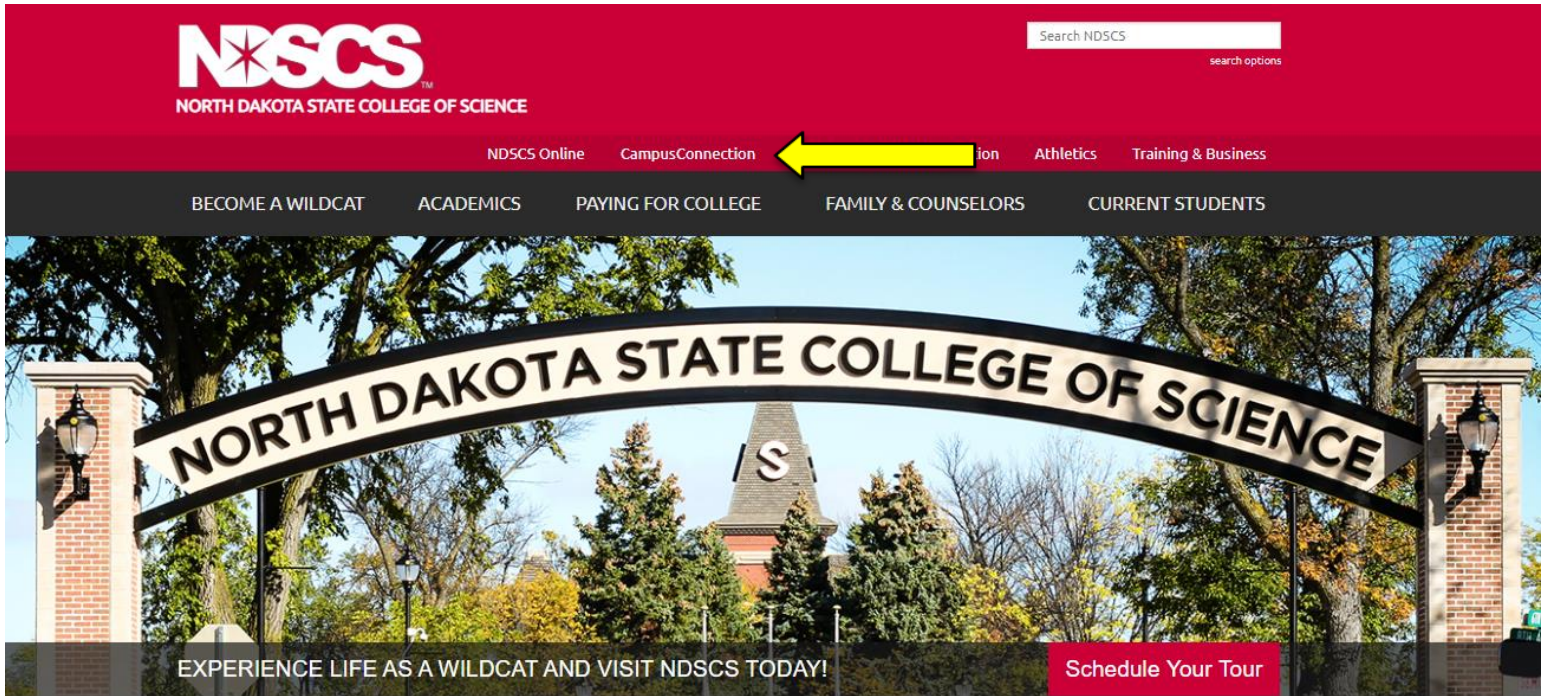 NDSCS
TM
NORTH DAKOTA STATE COLLEGE OF SCIENCE
Search NDSCS
search options
NDSCS Online CampusConnection Athletics Training & Business
BECOME A WILDCAT ACADEMICS PAYING FOR COLLEGE FAMILY & COUNSELORS CURRENT STUDENTS
NORTH DAKOTA STATE COLLEGE OF SCIENCE
S
EXPERIENCE LIFE AS A WILDCAT AND VISIT NDSCS TODAY! Schedule Your Tour